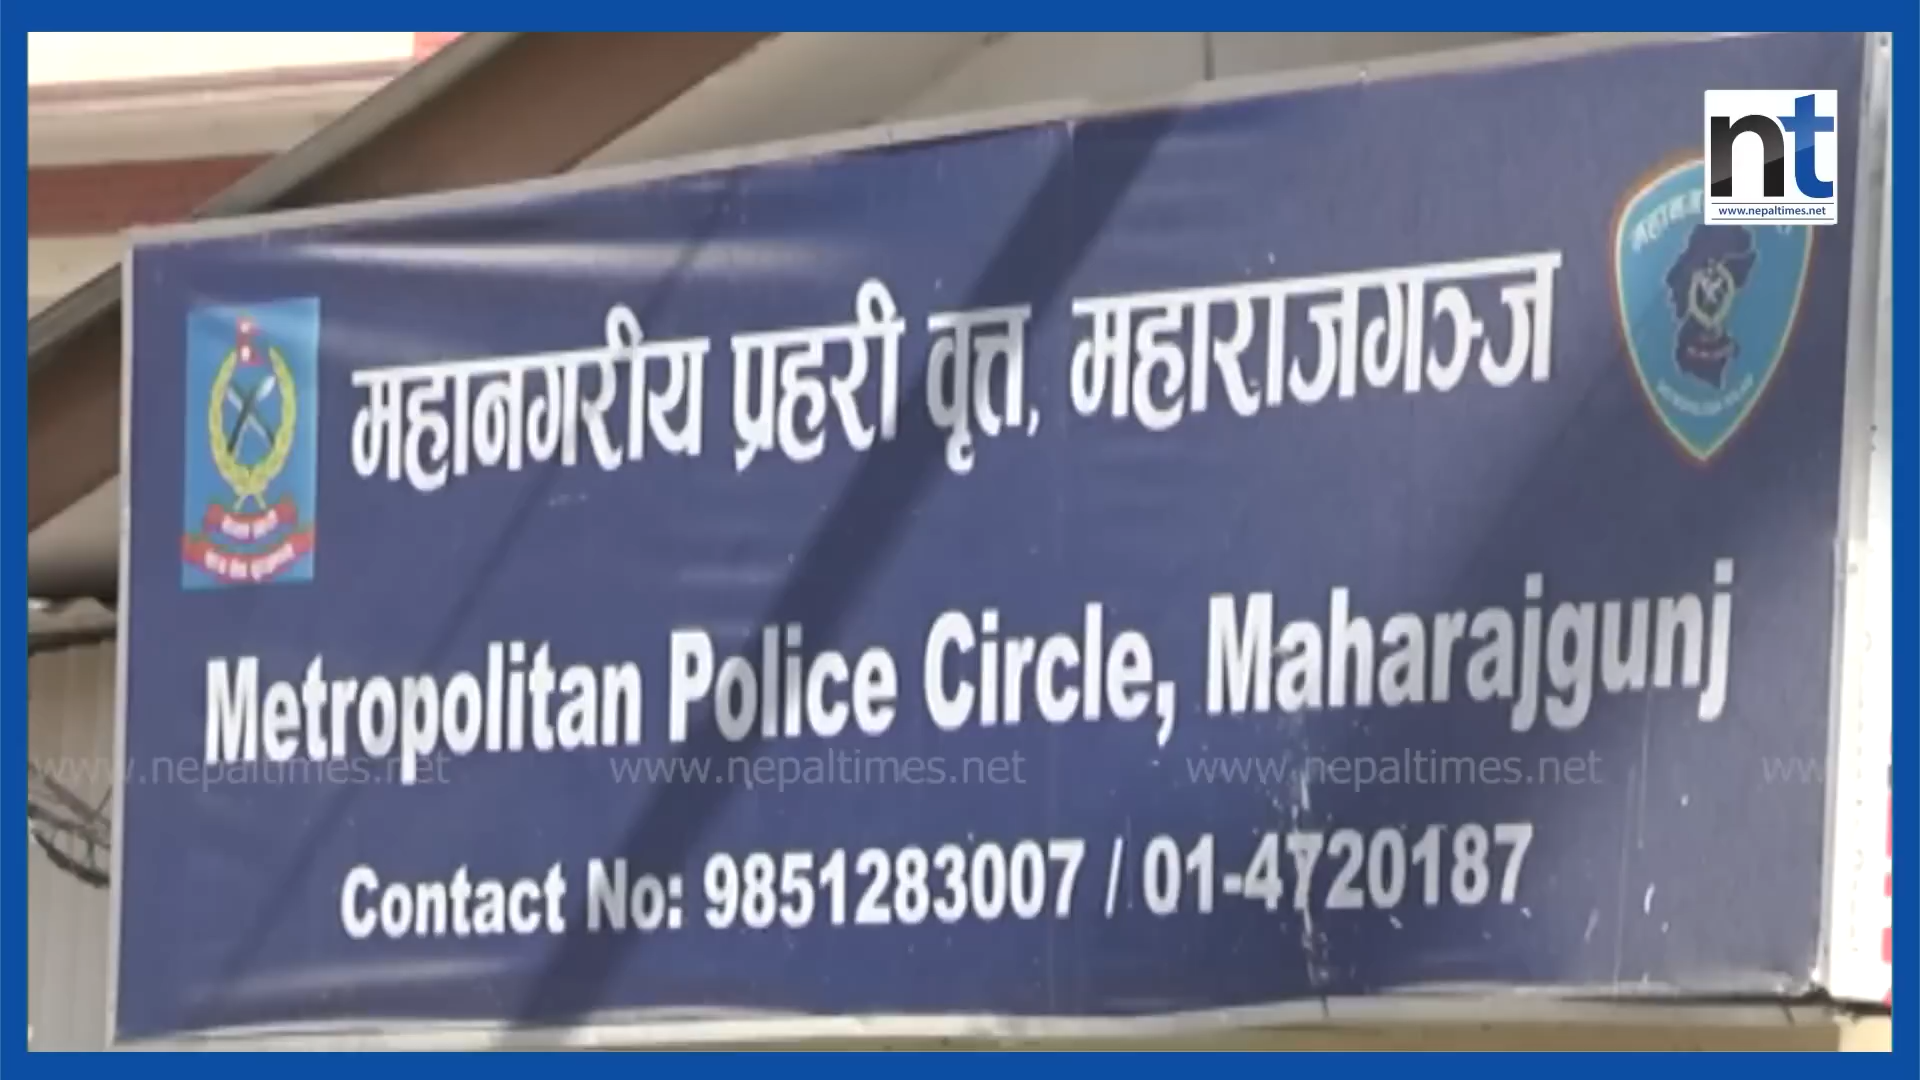 nt
www.nepaltimes.net
महानगरीय प्रहरी वृत्त, महाराजगञ्ज
Metropolitan Police Circle, Maharajgunj
www.nepaltimes.net www.nepaltimes.net www.nepaltimes.net ww
Contact No: 9851283007 / 01-4720187